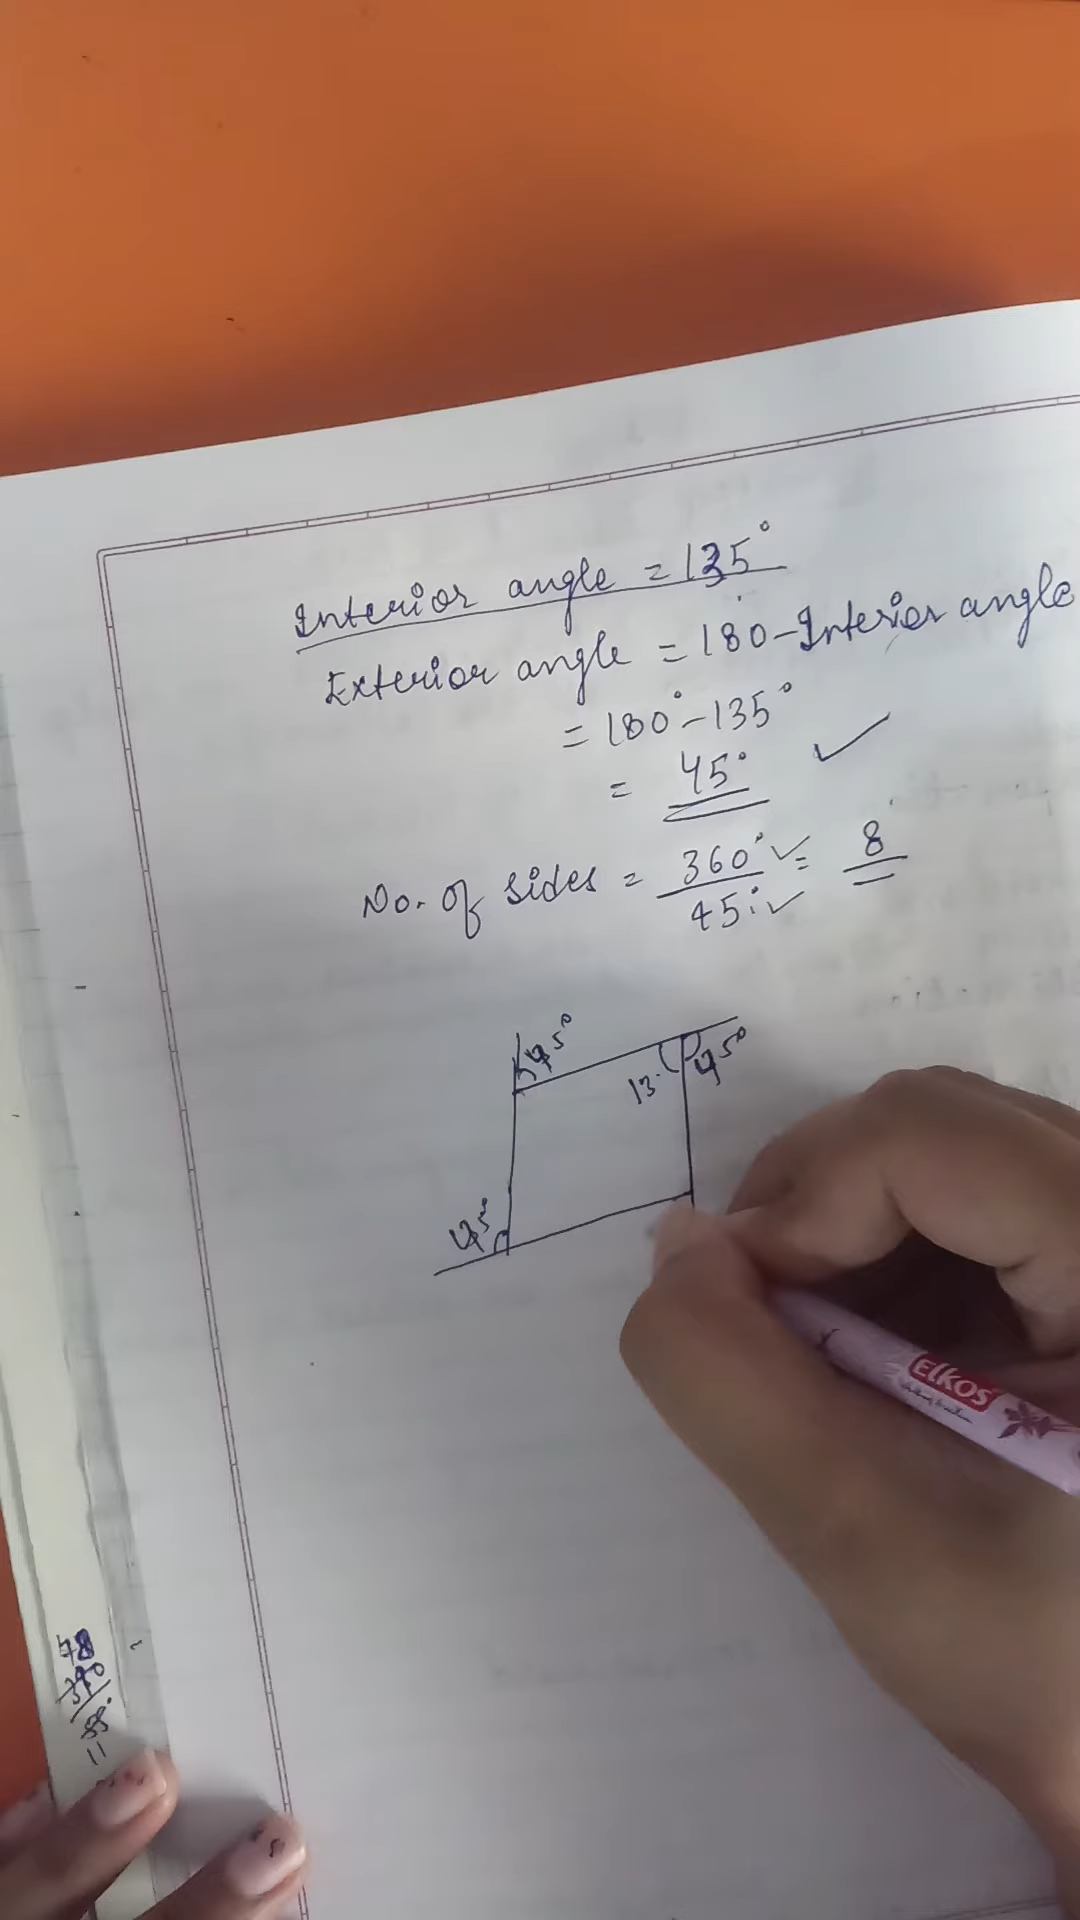 Interior angle = 135°
Exterior angle = 180 - Interior angle
= 180° - 135°
= 45° ✓
No. of sides = 360° ✓ / 45° ✓ = 8
45°
13
45°
45°
Elkos
78